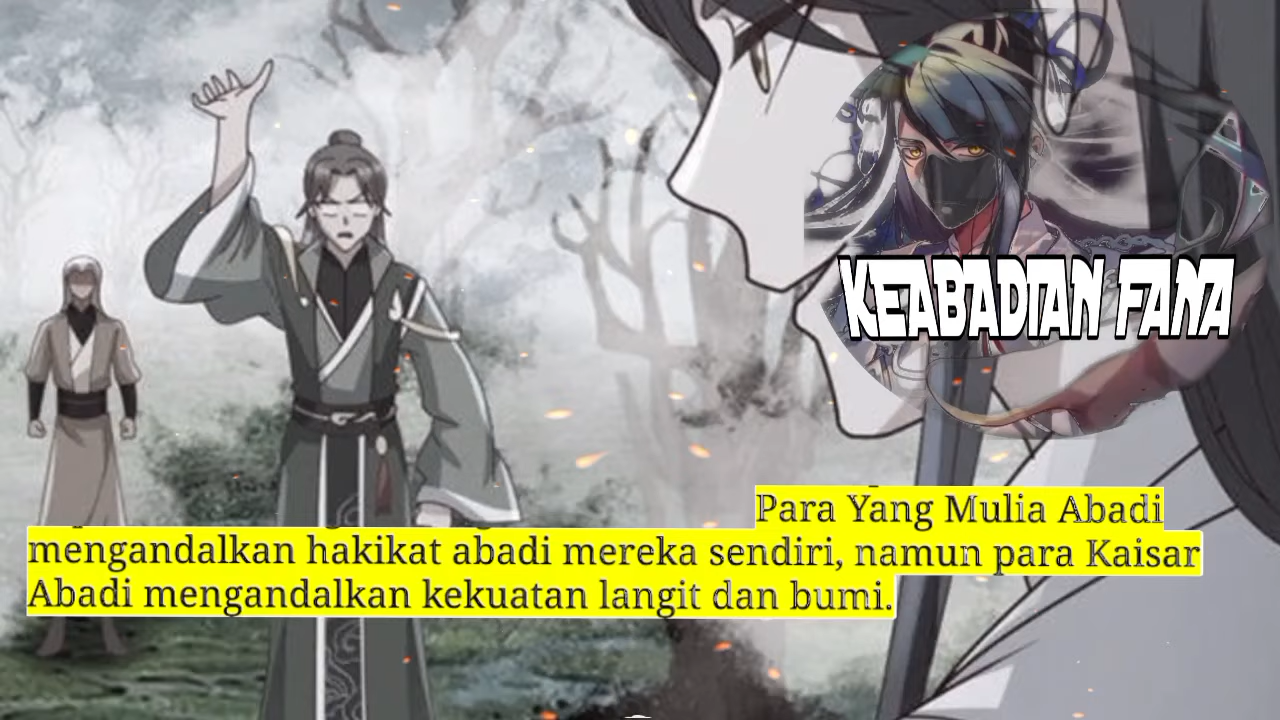 KEABADIAN FANA
Para Yang Mulia Abadi
mengandalkan hakikat abadi mereka sendiri, namun para Kaisar
Abadi mengandalkan kekuatan langit dan bumi.